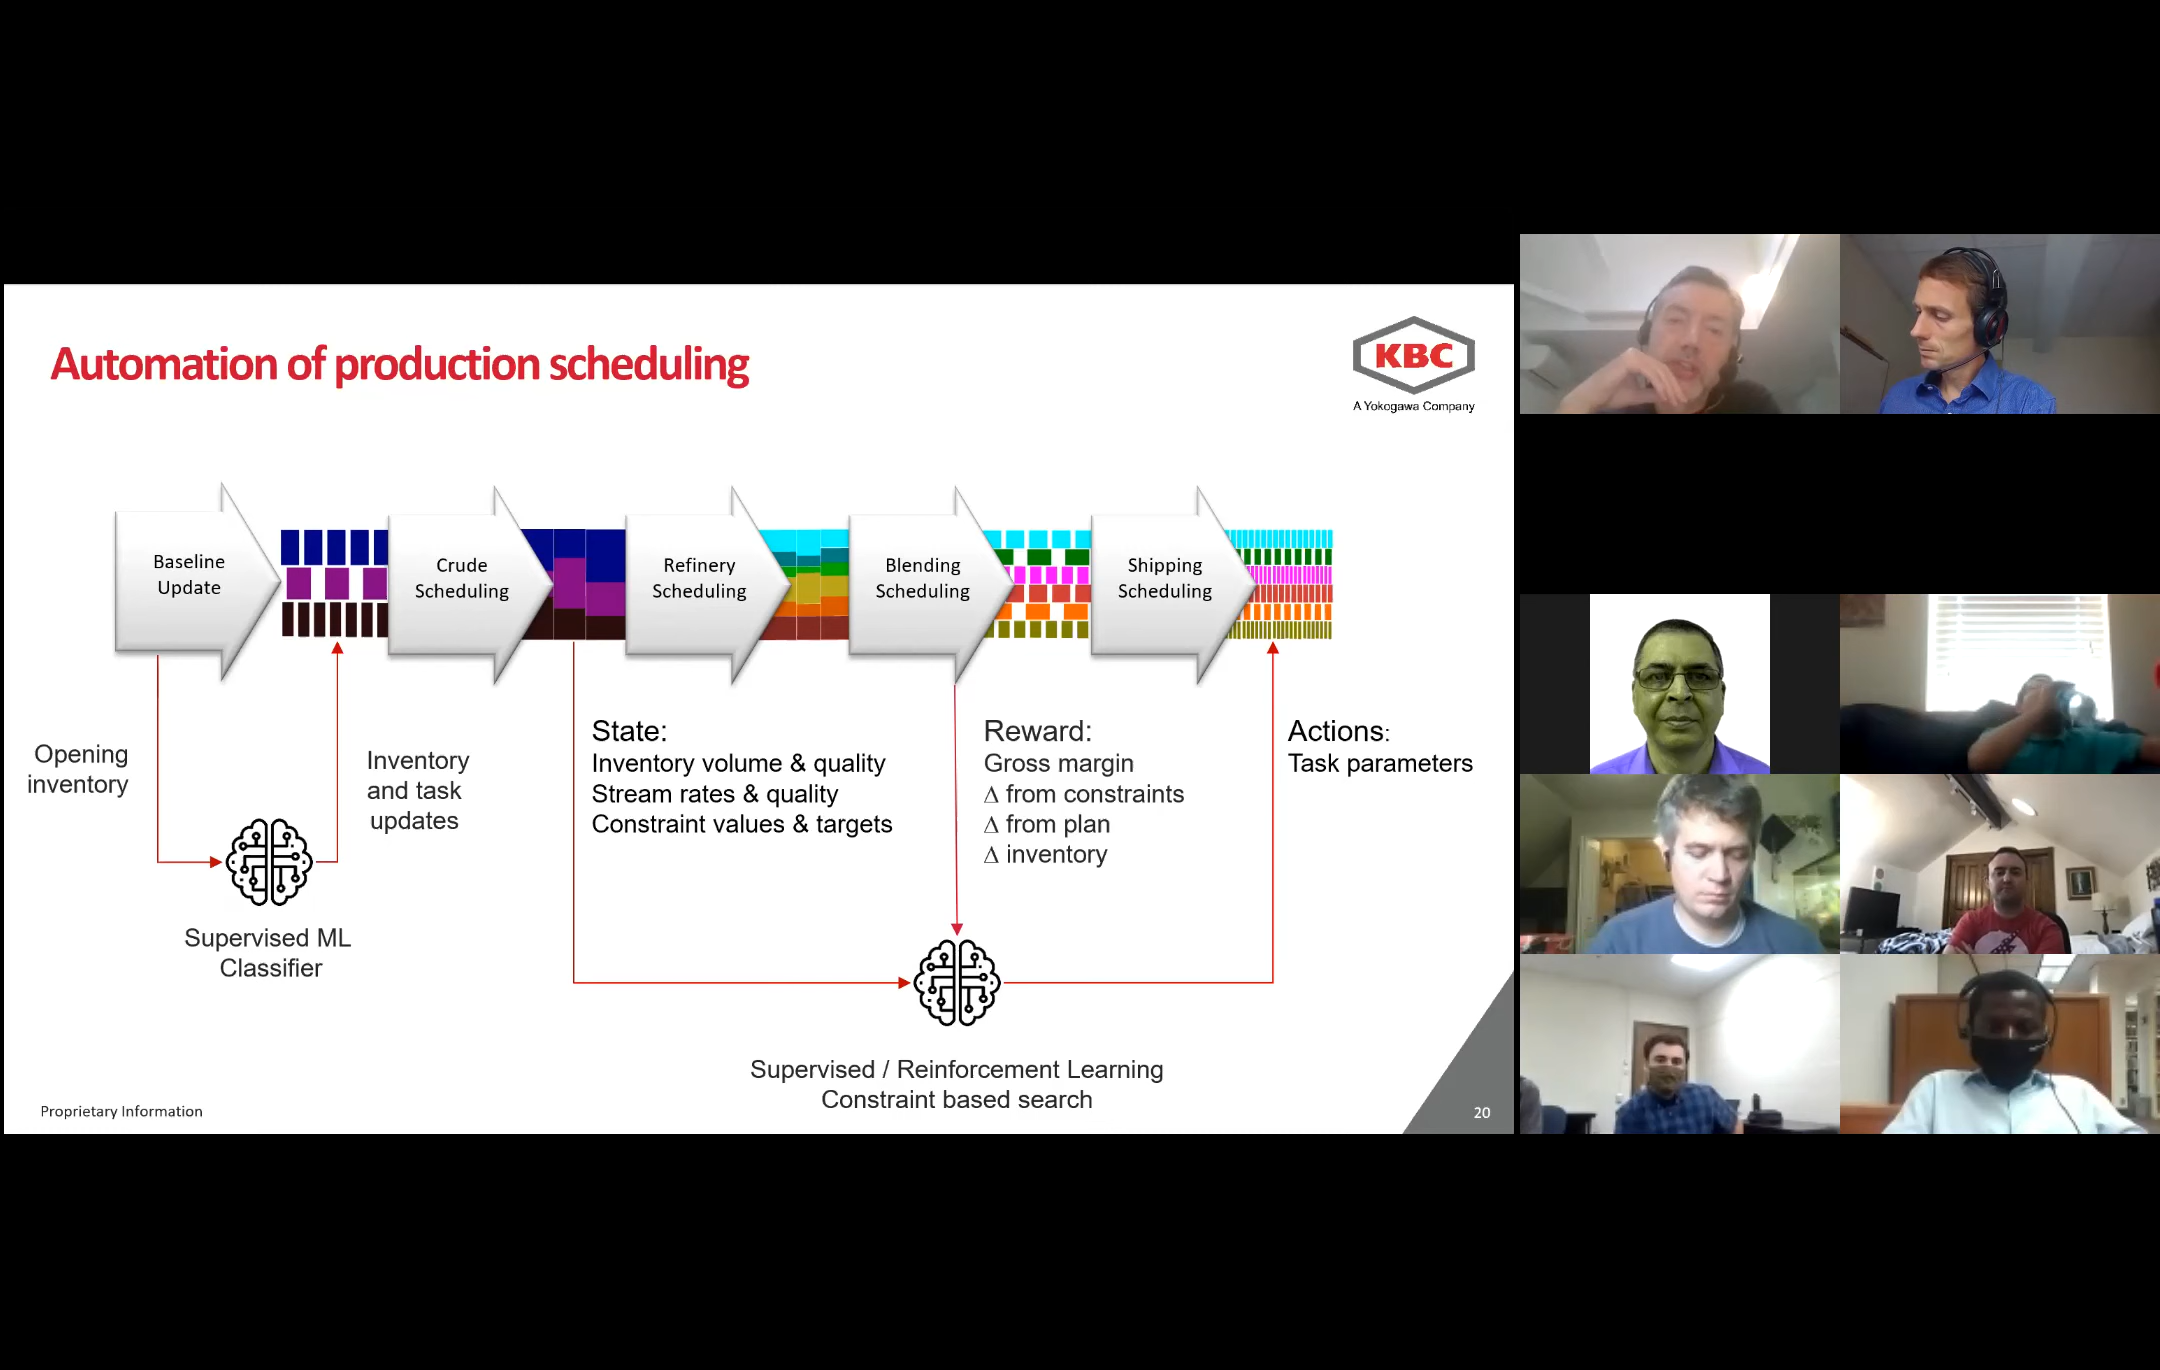 Automation of production scheduling
KBC
A Yokogawa Company
Baseline
Update
Crude
Scheduling
Refinery
Scheduling
Blending
Scheduling
Shipping
Scheduling
Opening
inventory
Inventory
and task
updates
Supervised ML
Classifier
State:
Inventory volume & quality
Stream rates & quality
Constraint values & targets
Reward:
Gross margin
Δ from constraints
Δ from plan
Δ inventory
Actions:
Task parameters
Supervised / Reinforcement Learning
Constraint based search
Proprietary Information
20